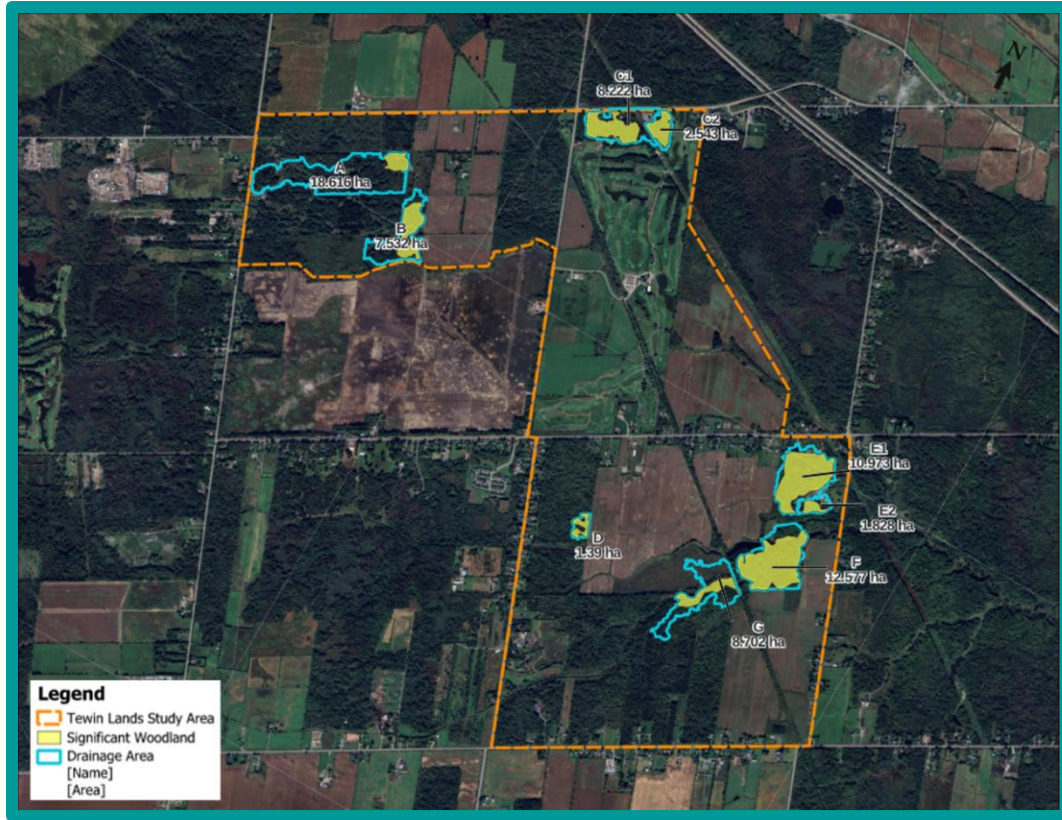 N
C1
8.222 ha
C2
2.543 ha
A
18.616 ha
B
7.532 ha
E1
10.973 ha
E2
1.828 ha
D
1.39 ha
F
12.577 ha
G
8.702 ha
Legend
Tewin Lands Study Area
Significant Woodland
Drainage Area
[Name]
[Area]